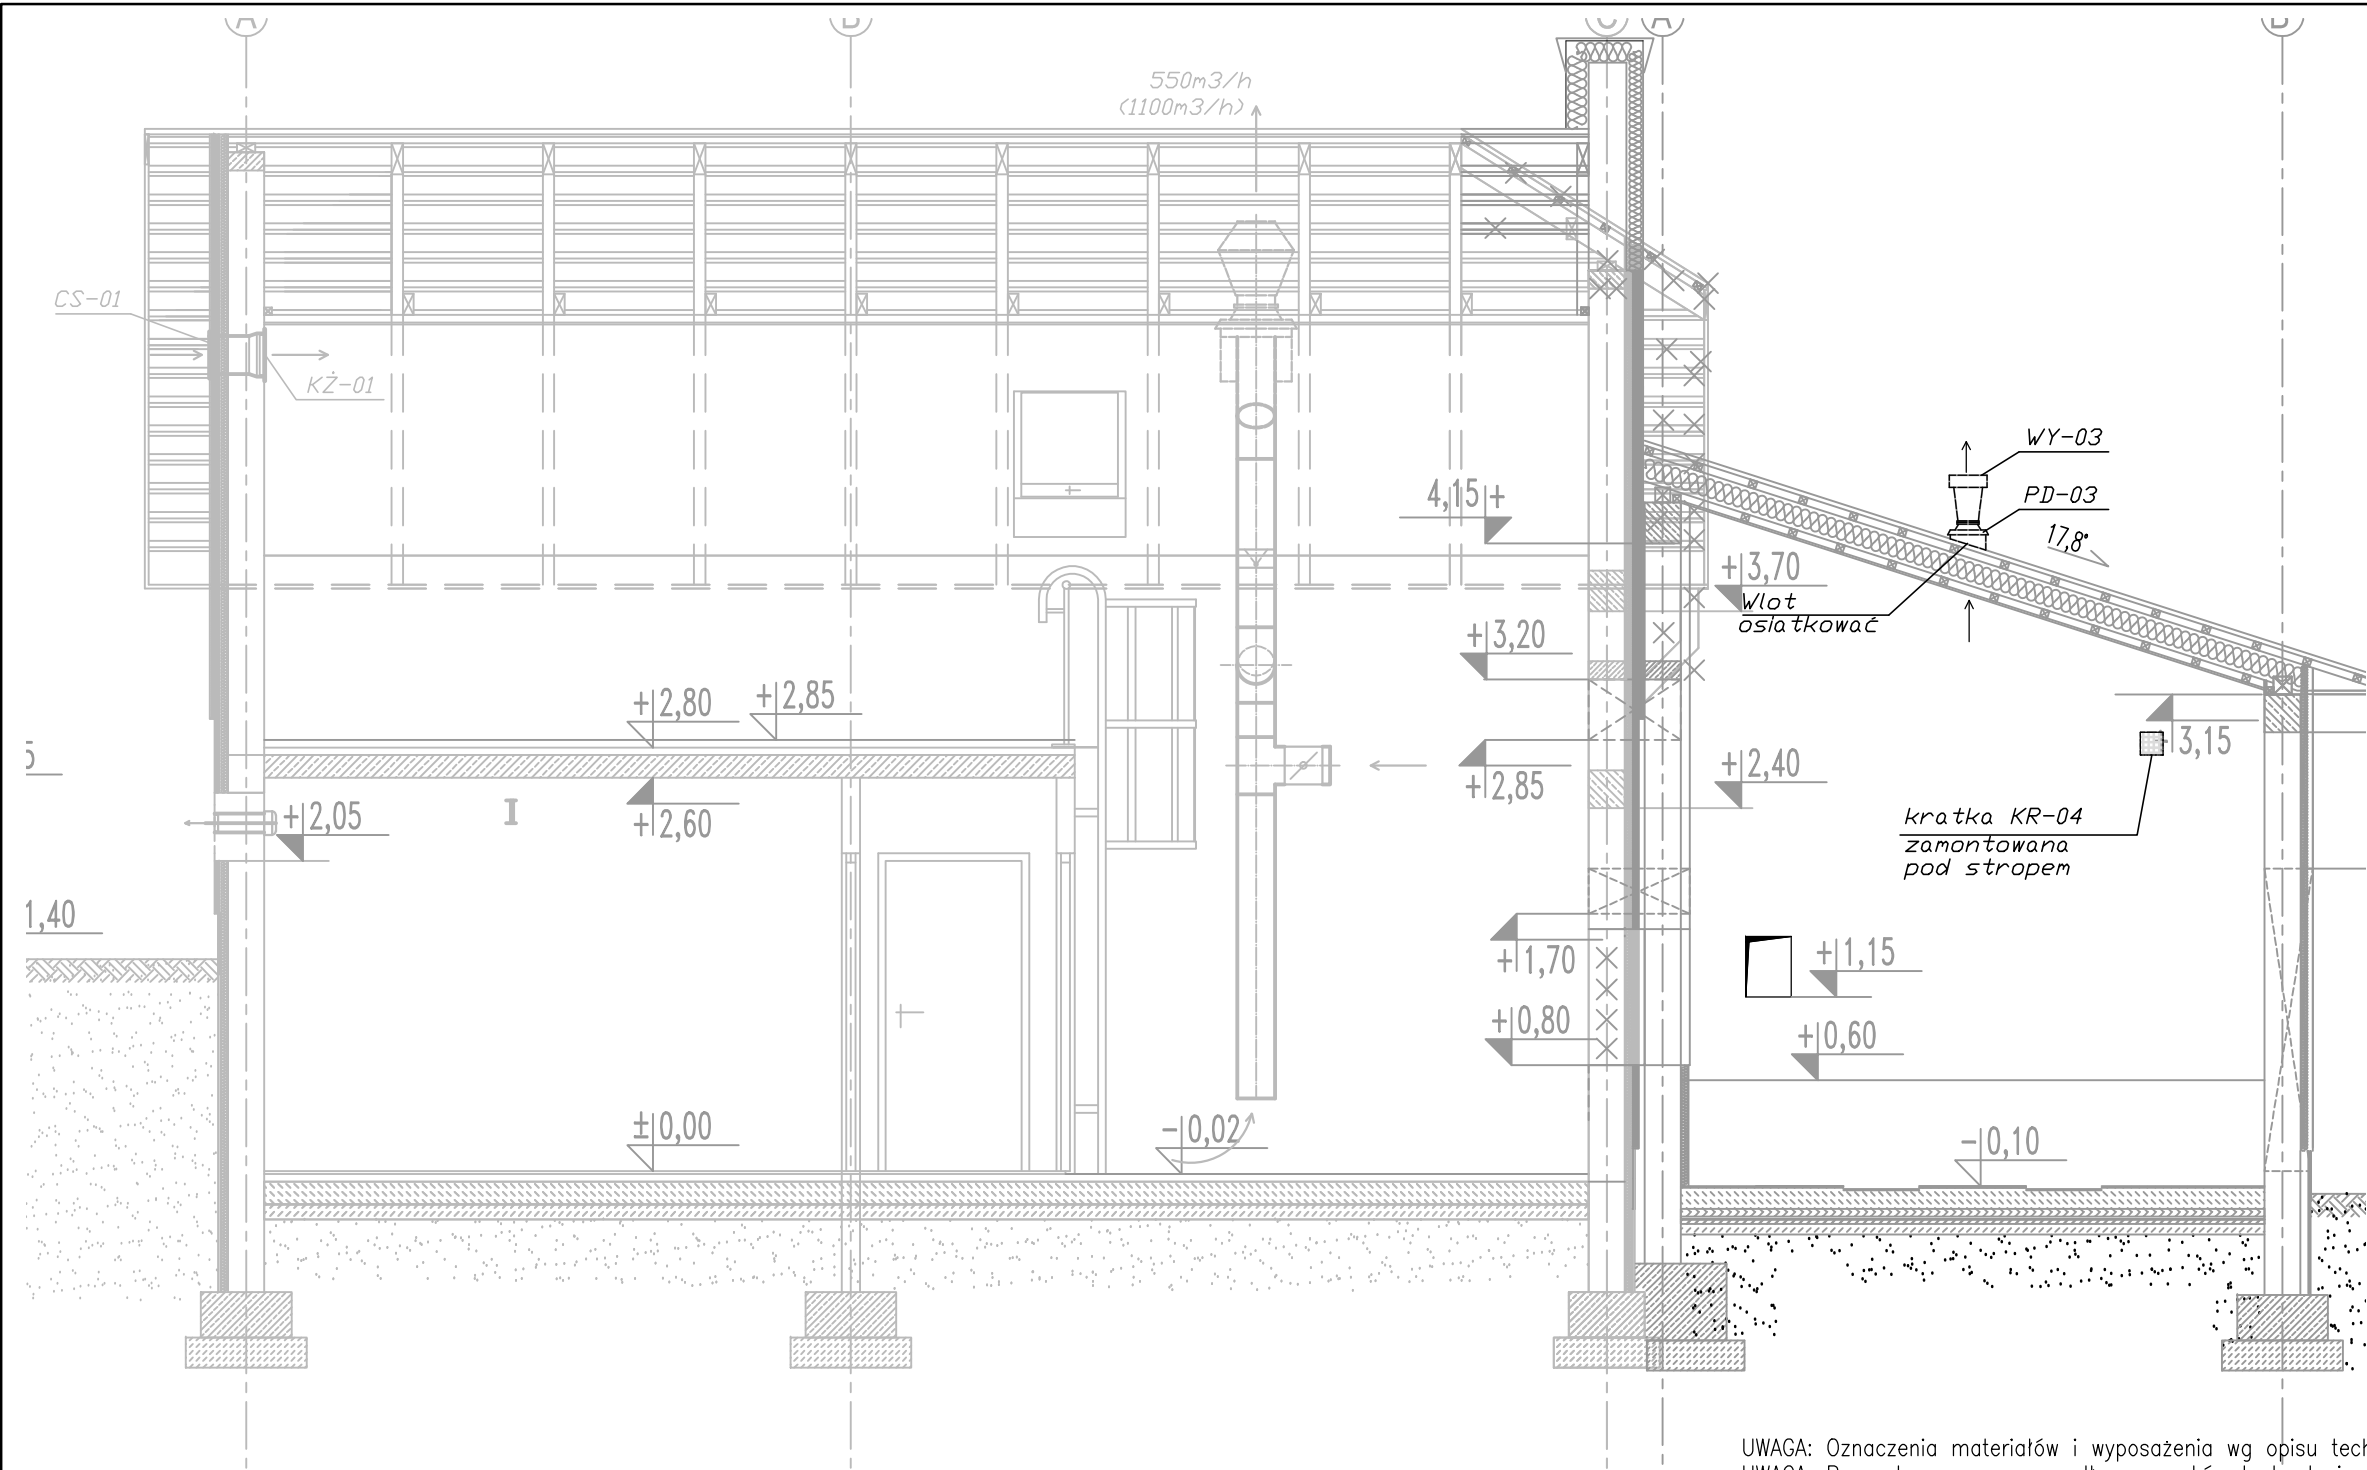 A
B
C
A
B
550m3/h
(1100m3/h)
CS-01
KŻ-01
WY-03
PD-03
17,8°
4,15+
+3,70
Wlot
osiatkować
+3,20
+2,80
+2,85
+3,15
5
+2,40
+2,85
+2,05
I
+2,60
kratka KR-04
zamontowana
pod stropem
1,40
+1,70
+1,15
+0,80
+0,60
±0,00
-0,02
-0,10
UWAGA: Oznaczenia materiałów i wyposażenia wg opisu tech